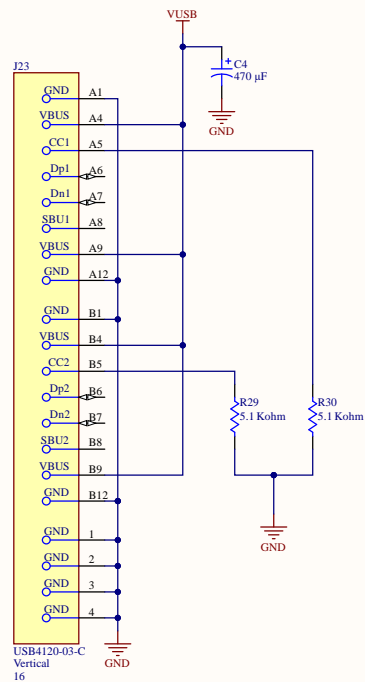 VUSB
C4
470 µF
GND
J23
GND A1
VBUS A4
CC1 A5
Dp1 A6
Dn1 A7
SBU1 A8
VBUS A9
GND A12
GND B1
VBUS B4
CC2 B5
Dp2 B6
Dn2 B7
SBU2 B8
VBUS B9
GND B12
GND 1
GND 2
GND 3
GND 4
R29
5.1 Kohm
R30
5.1 Kohm
GND
GND
USB4120-03-C
Vertical
16